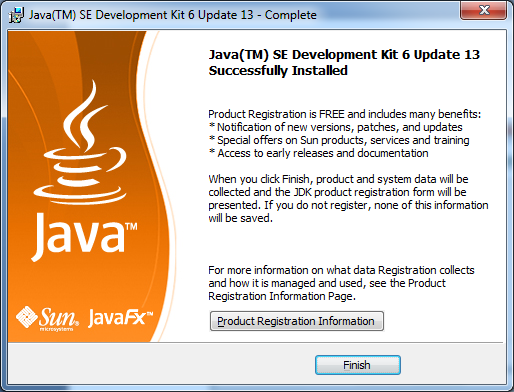 Java(TM) SE Development Kit 6 Update 13 - Complete
Java(TM) SE Development Kit 6 Update 13
Successfully Installed
Product Registration is FREE and includes many benefits:
* Notification of new versions, patches, and updates
* Special offers on Sun products, services and training
* Access to early releases and documentation
When you click Finish, product and system data will be
collected and the JDK product registration form will be
presented. If you do not register, none of this information
will be saved.
Java™
For more information on what data Registration collects
and how it is managed and used, see the Product
Registration Information Page.
Sun microsystems JavaFX™
Product Registration Information
Finish